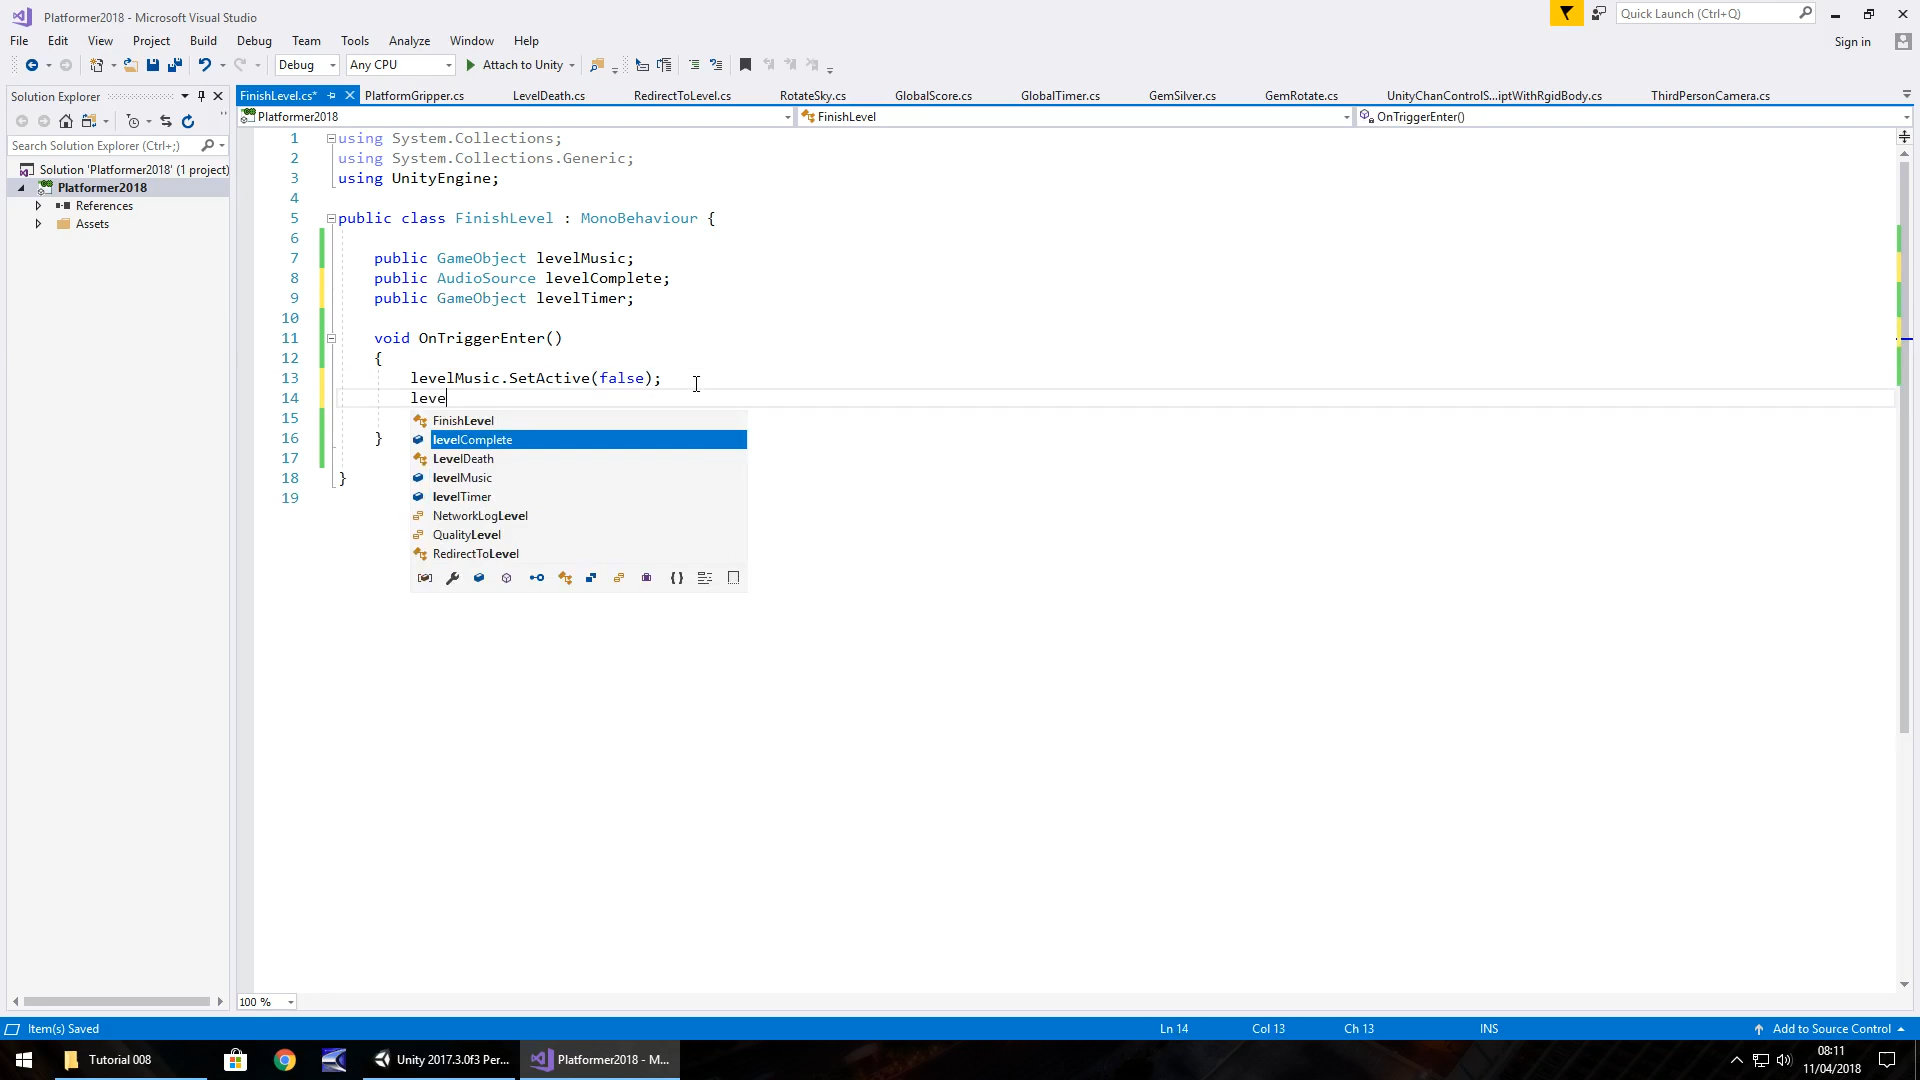 Platformer2018 - Microsoft Visual Studio
Quick Launch (Ctrl+Q)
File Edit View Project Build Debug Team Tools Analyze Window Help
Sign in
Debug Any CPU Attach to Unity
Solution Explorer
FinishLevel.cs* PlatformGripper.cs LevelDeath.cs RedirectToLevel.cs RotateSky.cs GlobalScore.cs GlobalTimer.cs GemSilver.cs GemRotate.cs UnityChanControlS...iptWithRgidBody.cs ThirdPersonCamera.cs
Platformer2018 FinishLevel OnTriggerEnter()
Search Solution Explorer (Ctrl+;)
Solution 'Platformer2018' (1 project)
Platformer2018
References
Assets
1 using System.Collections;
2 using System.Collections.Generic;
3 using UnityEngine;
4
5 public class FinishLevel : MonoBehaviour {
6
7 public GameObject levelMusic;
8 public AudioSource levelComplete;
9 public GameObject levelTimer;
10
11 void OnTriggerEnter()
12 {
13 levelMusic.SetActive(false);
14 leve
15
16 }
17
18 }
19
FinishLevel
levelComplete
LevelDeath
levelMusic
levelTimer
NetworkLogLevel
QualityLevel
RedirectToLevel
100 %
Item(s) Saved Ln 14 Col 13 Ch 13 INS Add to Source Control
Tutorial 008 Unity 2017.3.0f3 Per... Platformer2018 - M...
08:11
11/04/2018